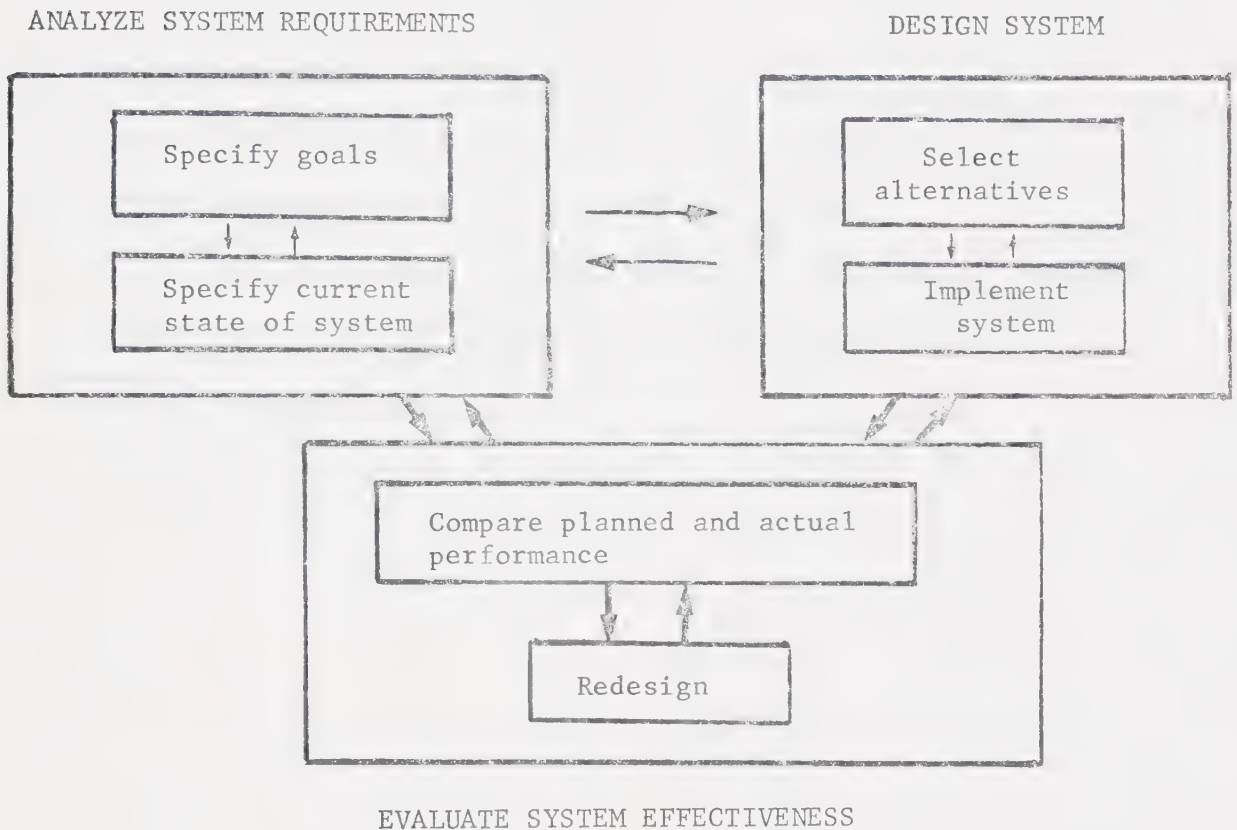 ANALYZE SYSTEM REQUIREMENTS
DESIGN SYSTEM
Specify goals
Specify current
state of system
Select
alternatives
Implement
system
Compare planned and actual
performance
Redesign
EVALUATE SYSTEM EFFECTIVENESS